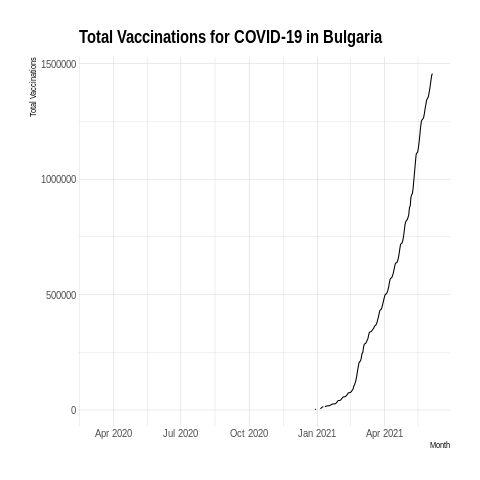 Total Vaccinations for COVID-19 in Bulgaria
Total Vaccinations
1500000
1000000
500000
0
Apr 2020 Jul 2020 Oct 2020 Jan 2021 Apr 2021
Month